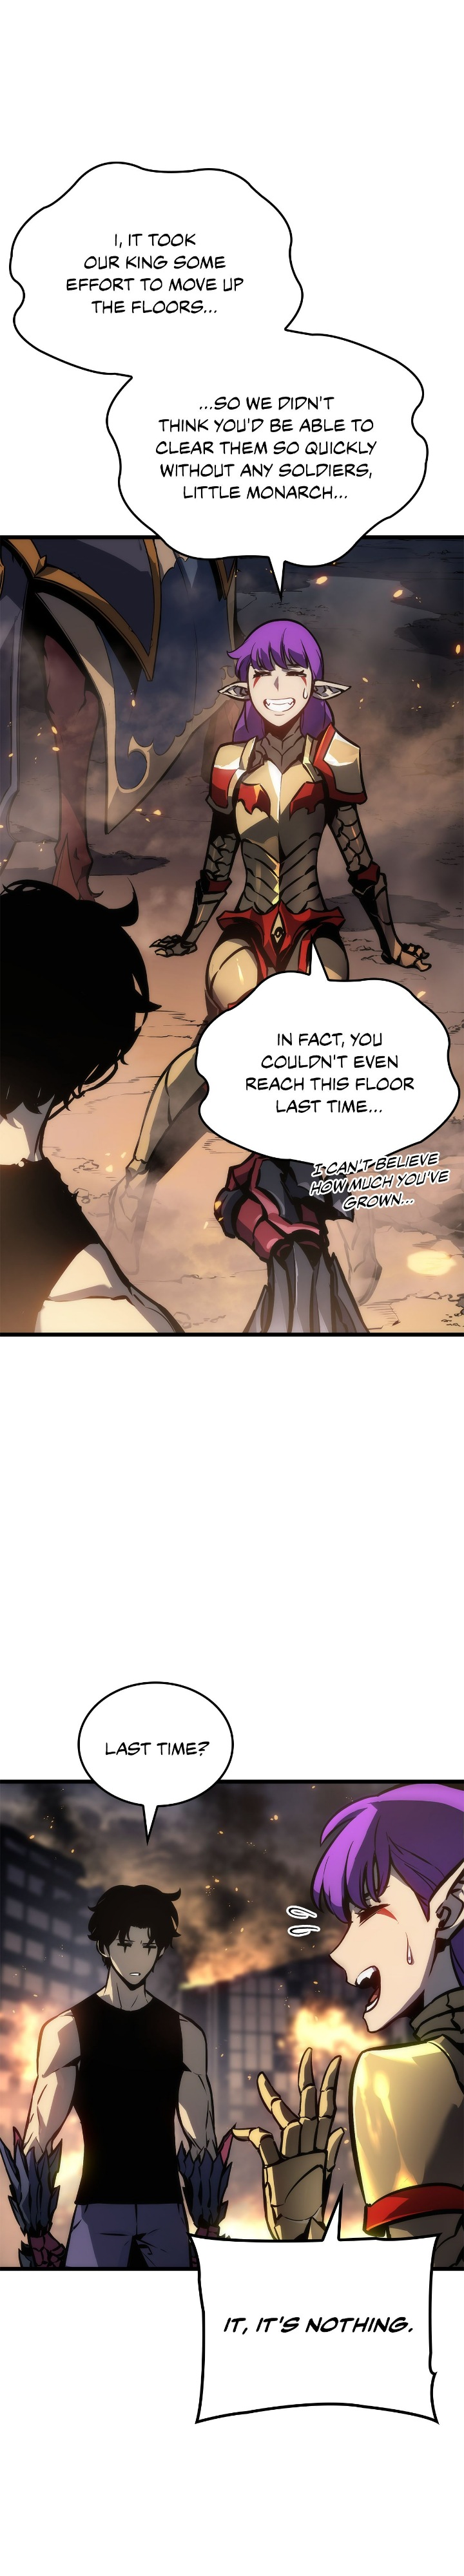 I, IT TOOK
OUR KING SOME
EFFORT TO MOVE UP
THE FLOORS...
...SO WE DIDN'T
THINK YOU'D BE ABLE TO
CLEAR THEM SO QUICKLY
WITHOUT ANY SOLDIERS,
LITTLE MONARCH...
IN FACT, YOU
COULDN'T EVEN
REACH THIS FLOOR
LAST TIME...
I CAN'T BELIEVE
HOW MUCH YOU'VE
GROWN...
LAST TIME?
IT, IT'S NOTHING.